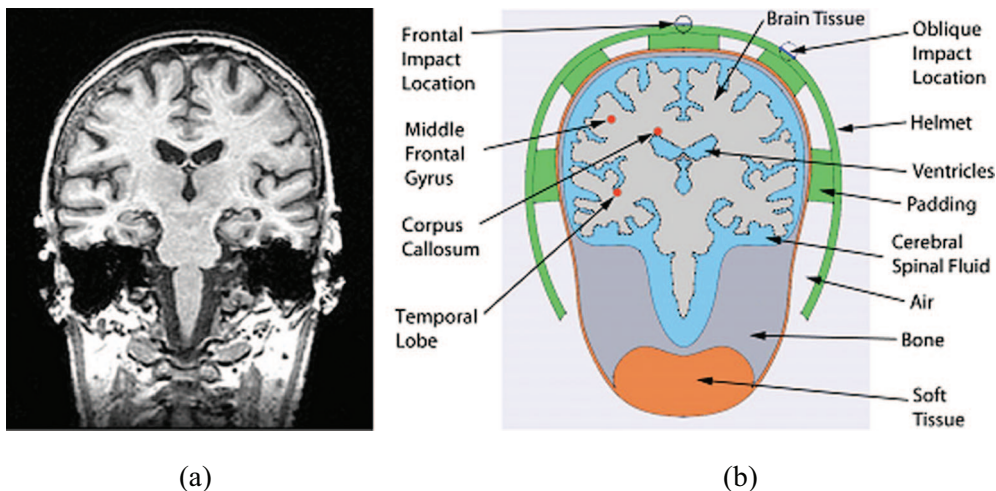 Frontal
Impact
Location
Middle
Frontal
Gyrus
Corpus
Callosum
Temporal
Lobe
Brain Tissue
Oblique
Impact
Location
Helmet
Ventricles
Padding
Cerebral
Spinal Fluid
Air
Bone
Soft
Tissue
(a)
(b)